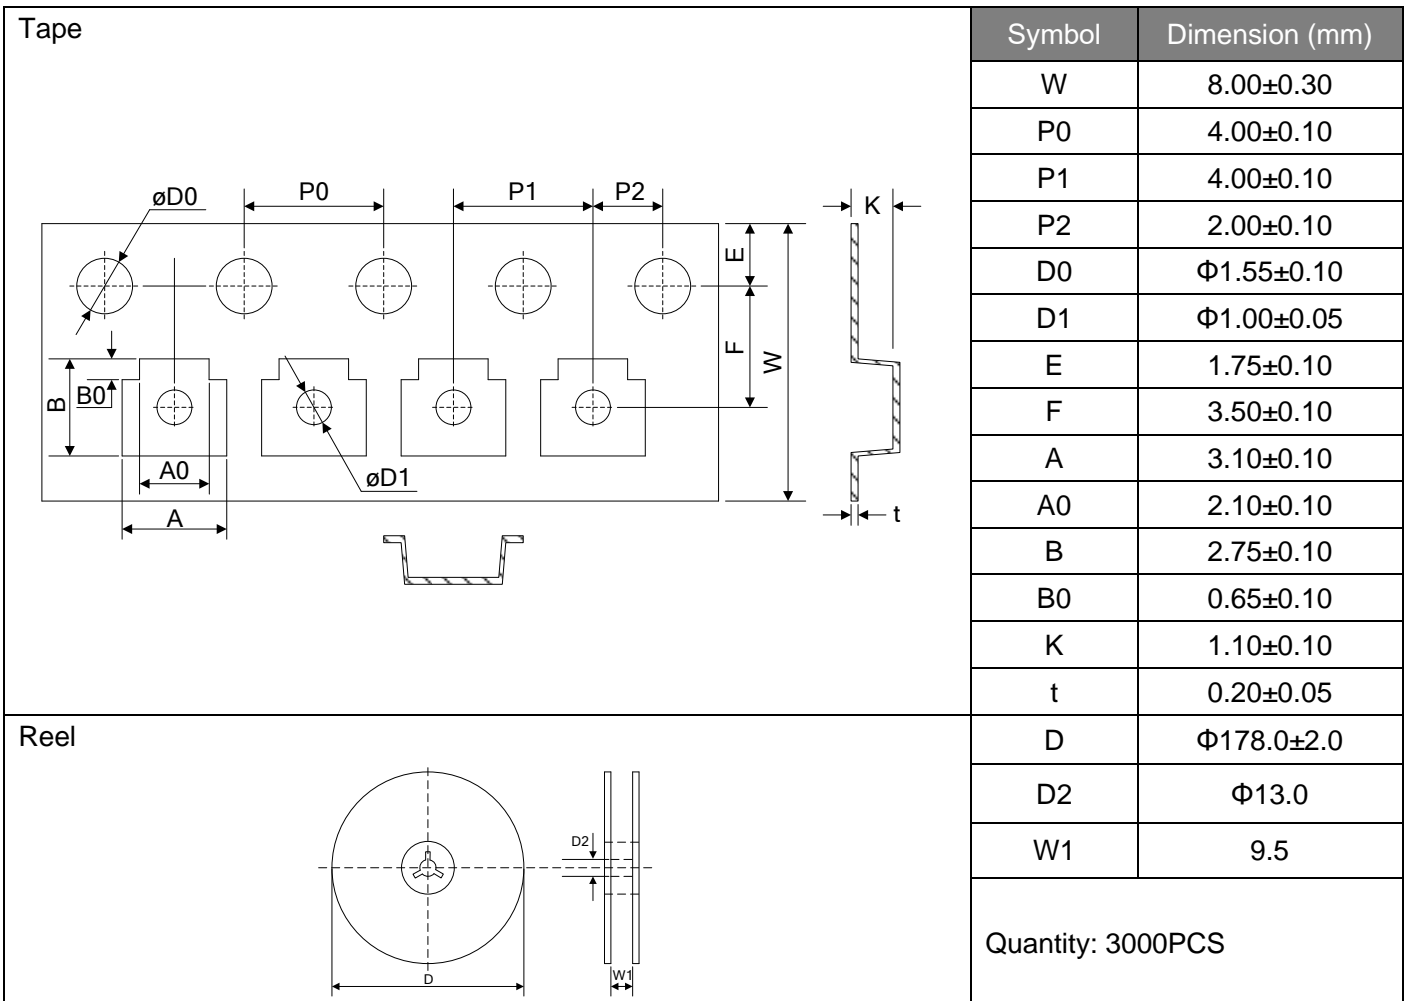 Tape
Symbol Dimension (mm)
W 8.00±0.30
P0 4.00±0.10
P1 4.00±0.10
P2 2.00±0.10
D0 Φ1.55±0.10
D1 Φ1.00±0.05
E 1.75±0.10
F 3.50±0.10
A 3.10±0.10
A0 2.10±0.10
B 2.75±0.10
B0 0.65±0.10
K 1.10±0.10
t 0.20±0.05
øD0
P0
P1
P2
K
E
F
W
B
B0
A0
A
øD1
t
Reel
D Φ178.0±2.0
D2 Φ13.0
W1 9.5
Quantity: 3000PCS
D2
D
W1